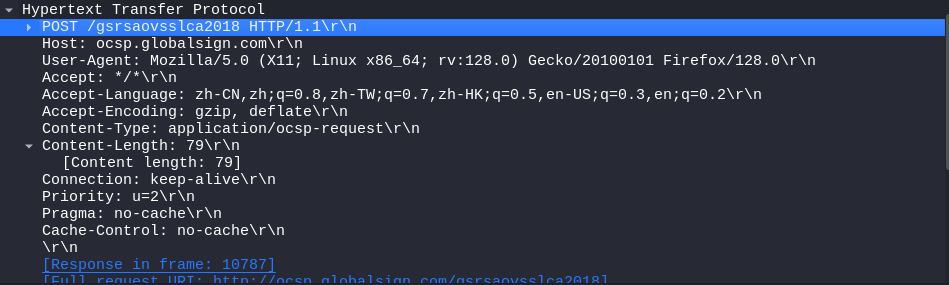 Hypertext Transfer Protocol
POST /gsrsaovsslca2018 HTTP/1.1\r\n
Host: ocsp.globalsign.com\r\n
User-Agent: Mozilla/5.0 (X11; Linux x86_64; rv:128.0) Gecko/20100101 Firefox/128.0\r\n
Accept: */*\r\n
Accept-Language: zh-CN,zh;q=0.8,zh-TW;q=0.7,zh-HK;q=0.5,en-US;q=0.3,en;q=0.2\r\n
Accept-Encoding: gzip, deflate\r\n
Content-Type: application/ocsp-request\r\n
Content-Length: 79\r\n
[Content length: 79]
Connection: keep-alive\r\n
Priority: u=2\r\n
Pragma: no-cache\r\n
Cache-Control: no-cache\r\n
\r\n
[Response in frame: 10787]
[Full request URI: http://ocsp.globalsign.com/gsrsaovsslca2018]